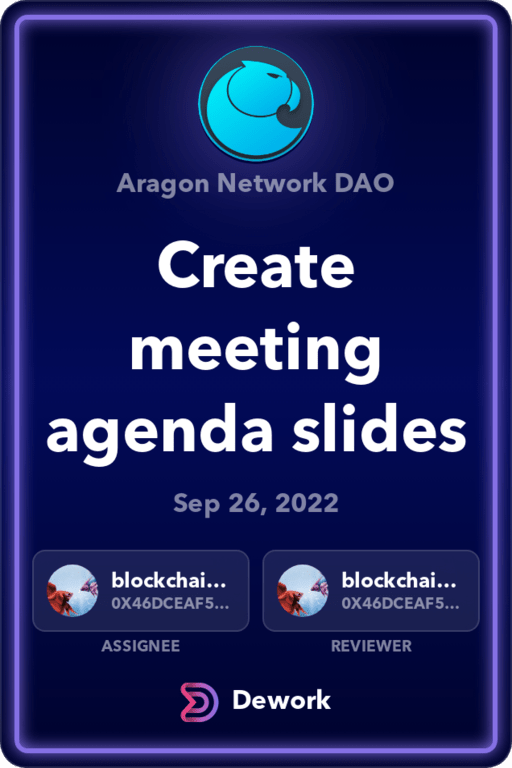 Aragon Network DAO
Create
meeting
agenda slides
Sep 26, 2022
blockchai... blockchai...
0X46DCEAF5... 0X46DCEAF5...
ASSIGNEE REVIEWER
Dework